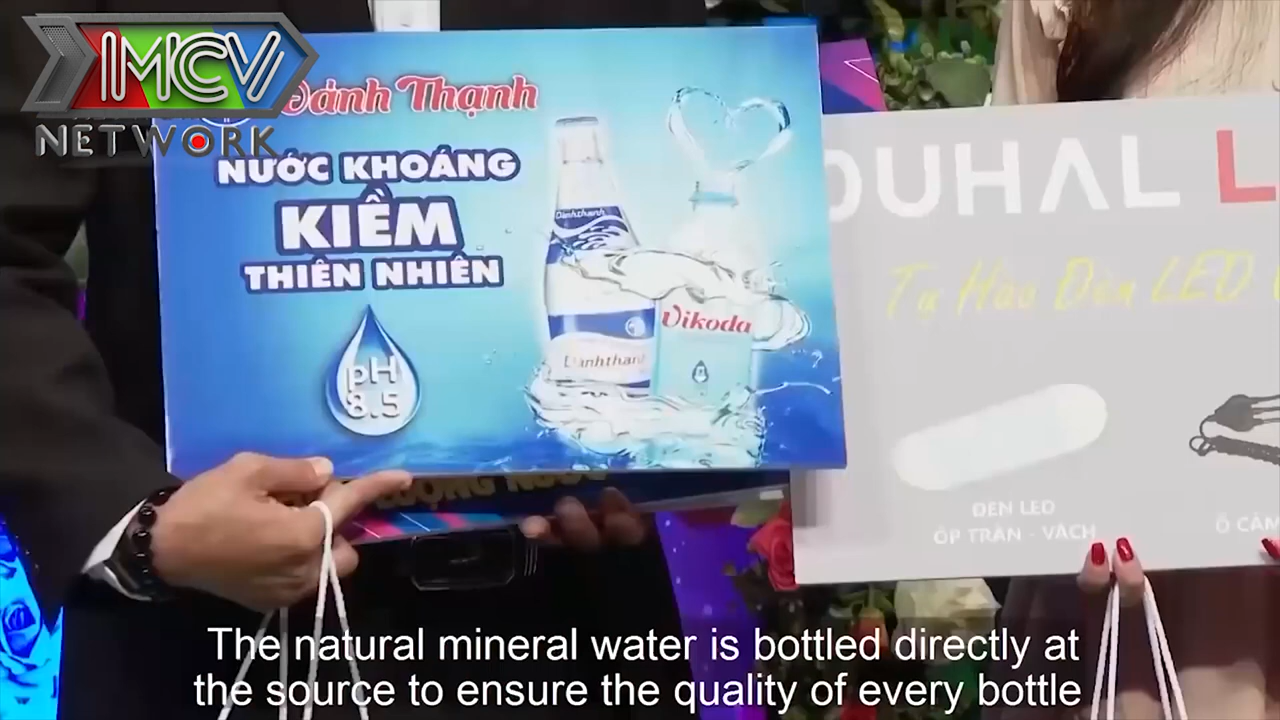 MCV
NETWORK
Đảnh Thạnh
NƯỚC KHOÁNG
KIỀM
THIÊN NHIÊN
pH
8.5
Đảnhthạnh
Vikoda
Đảnhthạnh
DUHAL L
Tự Hào Đèn LED
ĐÈN LED
ỐP TRẦN - VÁCH
Ổ CẮM
The natural mineral water is bottled directly at
the source to ensure the quality of every bottle